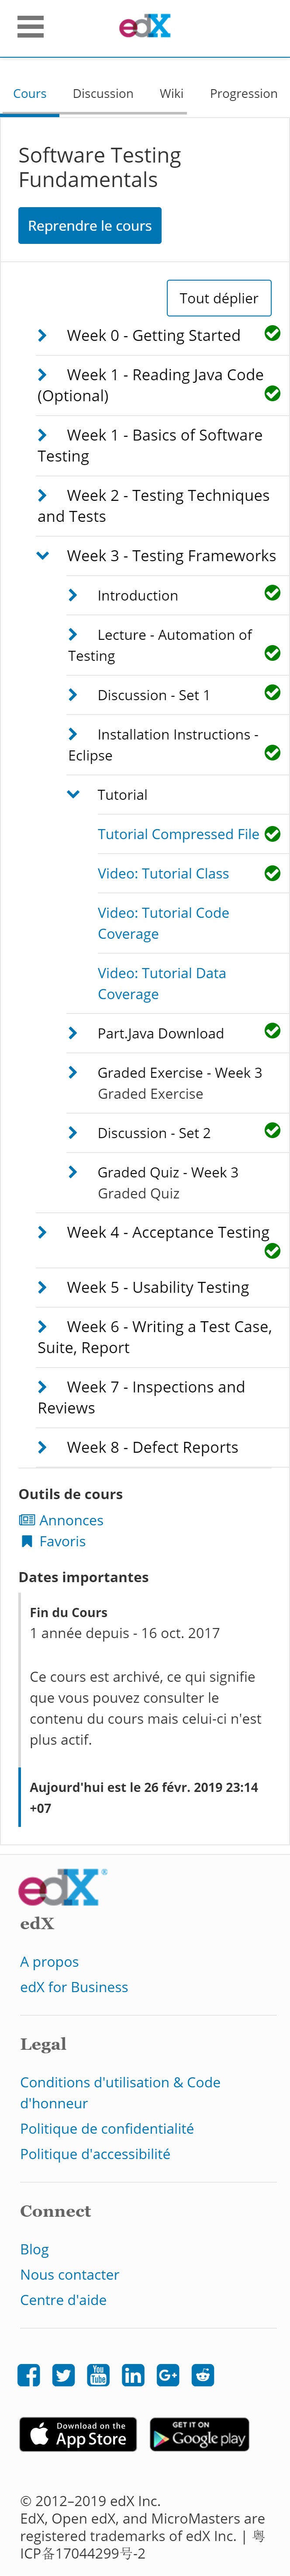 edX
Cours
Discussion
Wiki
Progression
Software Testing
Fundamentals
Reprendre le cours
Tout déplier
Week 0 - Getting Started
Week 1 - Reading Java Code
(Optional)
Week 1 - Basics of Software
Testing
Week 2 - Testing Techniques
and Tests
Week 3 - Testing Frameworks
Introduction
Lecture - Automation of
Testing
Discussion - Set 1
Installation Instructions -
Eclipse
Tutorial
Tutorial Compressed File
Video: Tutorial Class
Video: Tutorial Code
Coverage
Video: Tutorial Data
Coverage
Part.Java Download
Graded Exercise - Week 3
Graded Exercise
Discussion - Set 2
Graded Quiz - Week 3
Graded Quiz
Week 4 - Acceptance Testing
Week 5 - Usability Testing
Week 6 - Writing a Test Case,
Suite, Report
Week 7 - Inspections and
Reviews
Week 8 - Defect Reports
Outils de cours
Annonces
Favoris
Dates importantes
Fin du Cours
1 année depuis - 16 oct. 2017
Ce cours est archivé, ce qui signifie
que vous pouvez consulter le
contenu du cours mais celui-ci n'est
plus actif.
Aujourd'hui est le 26 févr. 2019 23:14
+07
edX
edX
A propos
edX for Business
Legal
Conditions d'utilisation & Code
d'honneur
Politique de confidentialité
Politique d'accessibilité
Connect
Blog
Nous contacter
Centre d'aide
You
Tube
in
G+
Download on the
App Store
GET IT ON
Google play
© 2012–2019 edX Inc.
EdX, Open edX, and MicroMasters are
registered trademarks of edX Inc. | 粤
ICP备17044299号-2